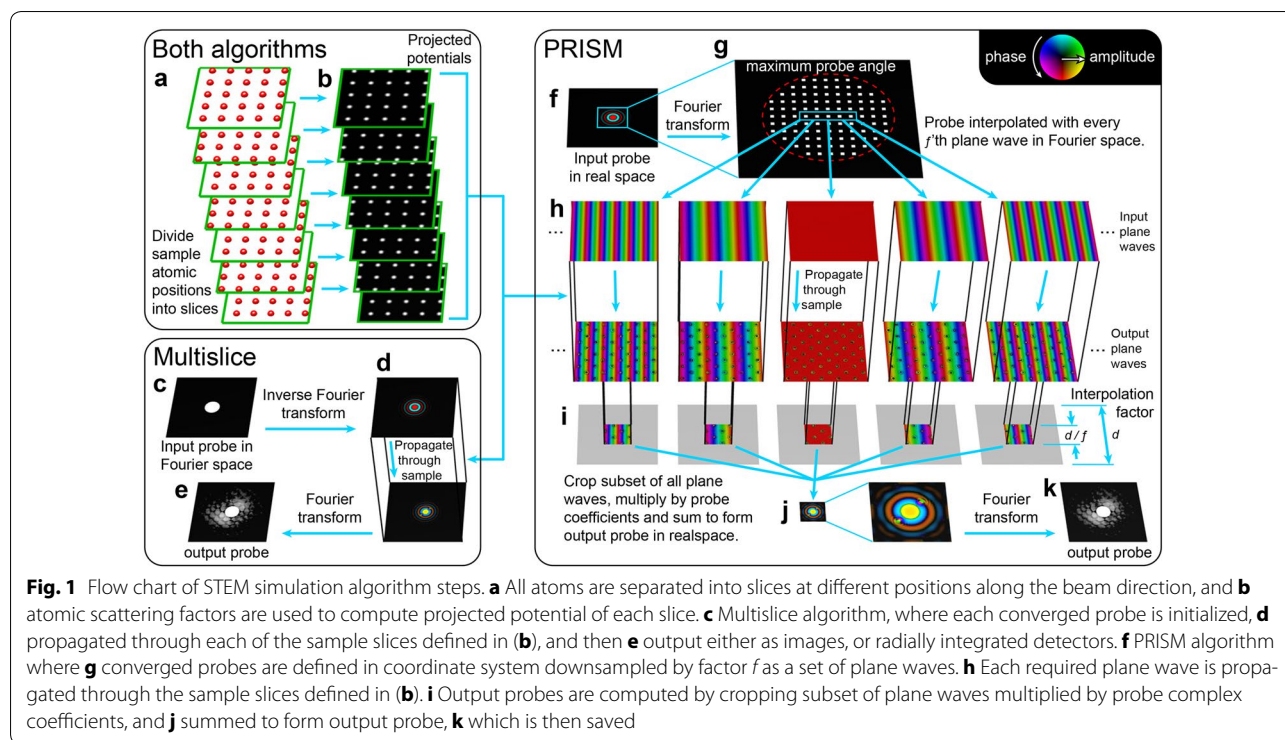 Both algorithms
a
b
Projected
potentials
Divide
sample
atomic
positions
into slices
Multislice
c
Inverse Fourier
transform
d
Input probe in
Fourier space
Propagate
through
sample
e
Fourier
transform
output probe
PRISM
f
Input probe
in real space
Fourier
transform
g
maximum probe angle
phase
amplitude
Probe interpolated with every
f'th plane wave in Fourier space.
h
...
... Input
plane
waves
Propagate
through
sample
...
... Output
plane
waves
i
Interpolation
factor
d / f
d
Crop subset of all plane
waves, multiply by probe
coefficients and sum to form
output probe in realspace.
j
Fourier
transform
k
output probe
Fig. 1 Flow chart of STEM simulation algorithm steps. a All atoms are separated into slices at different positions along the beam direction, and b
atomic scattering factors are used to compute projected potential of each slice. c Multislice algorithm, where each converged probe is initialized, d
propagated through each of the sample slices defined in (b), and then e output either as images, or radially integrated detectors. f PRISM algorithm
where g converged probes are defined in coordinate system downsampled by factor f as a set of plane waves. h Each required plane wave is propa-
gated through the sample slices defined in (b). i Output probes are computed by cropping subset of plane waves multiplied by probe complex
coefficients, and j summed to form output probe, k which is then saved